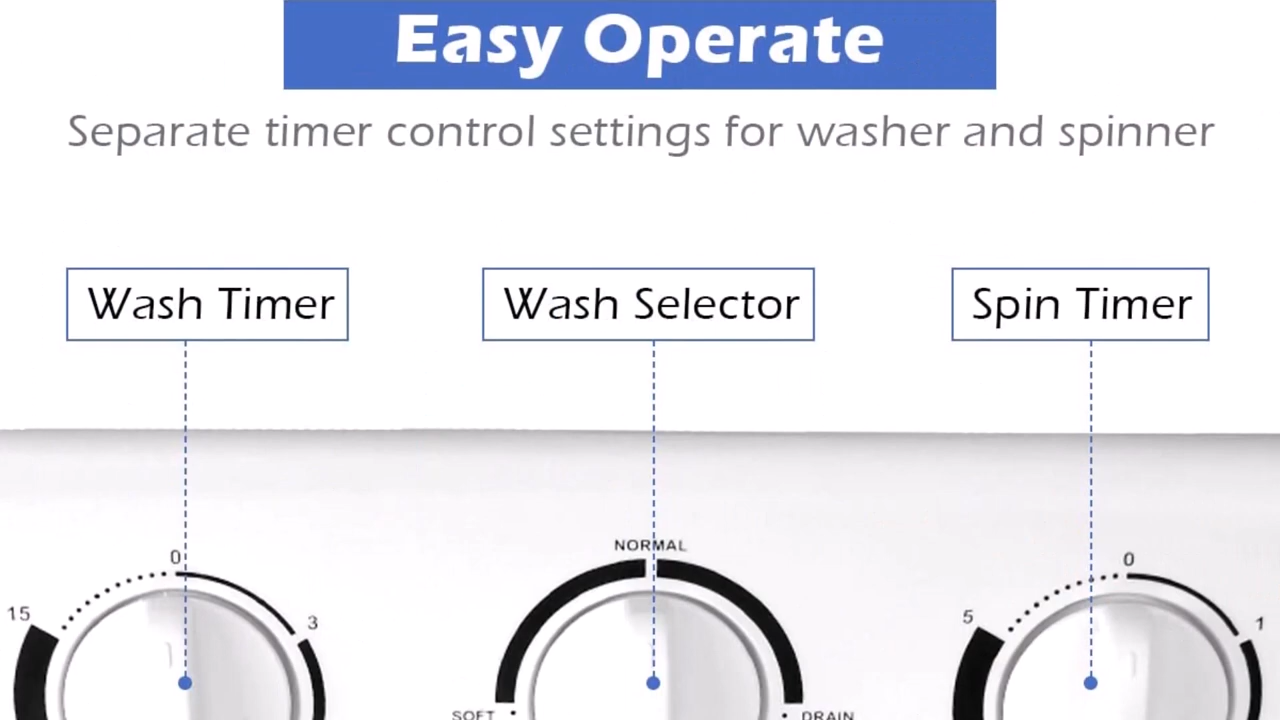 Easy Operate
Separate timer control settings for washer and spinner
Wash Timer
Wash Selector
Spin Timer
0
15
3
NORMAL
SOFT
DRAIN
0
5
1